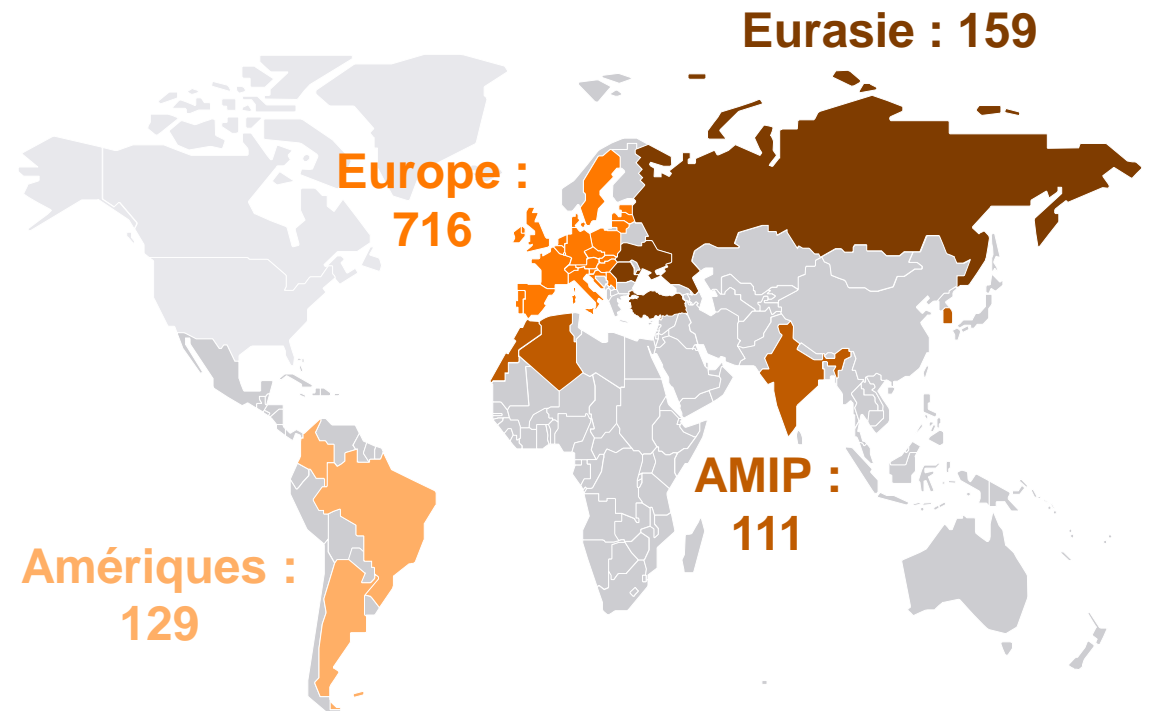 Eurasie : 159
Europe :
716
AMIP :
111
Amériques :
129